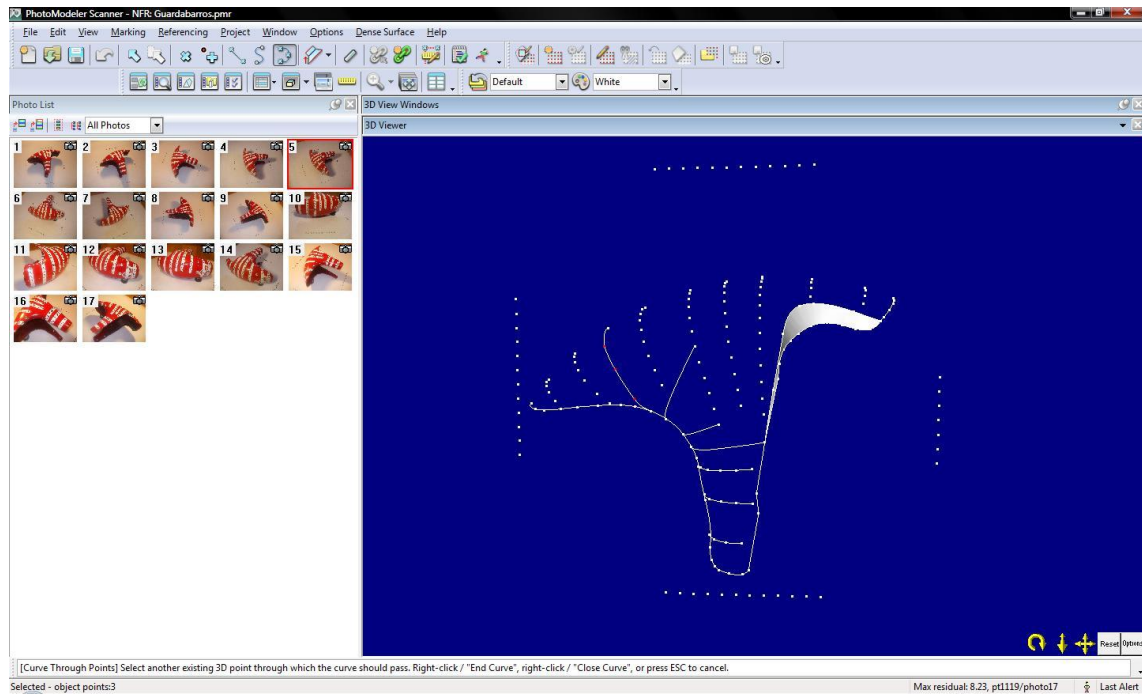 PhotoModeler Scanner - NFR: Guardabarros.pmr
File Edit View Marking Referencing Project Window Options Dense Surface Help
Default White
Photo List
3D View Windows
All Photos
3D Viewer
1 2 3 4 5
6 7 8 9 10
11 12 13 14 15
16 17
Reset Options
[Curve Through Points] Select another existing 3D point through which the curve should pass. Right-click / "End Curve", right-click / "Close Curve", or press ESC to cancel.
Selected - object points:3
Max residual: 8.23, pt1119/photo17
Last Alert